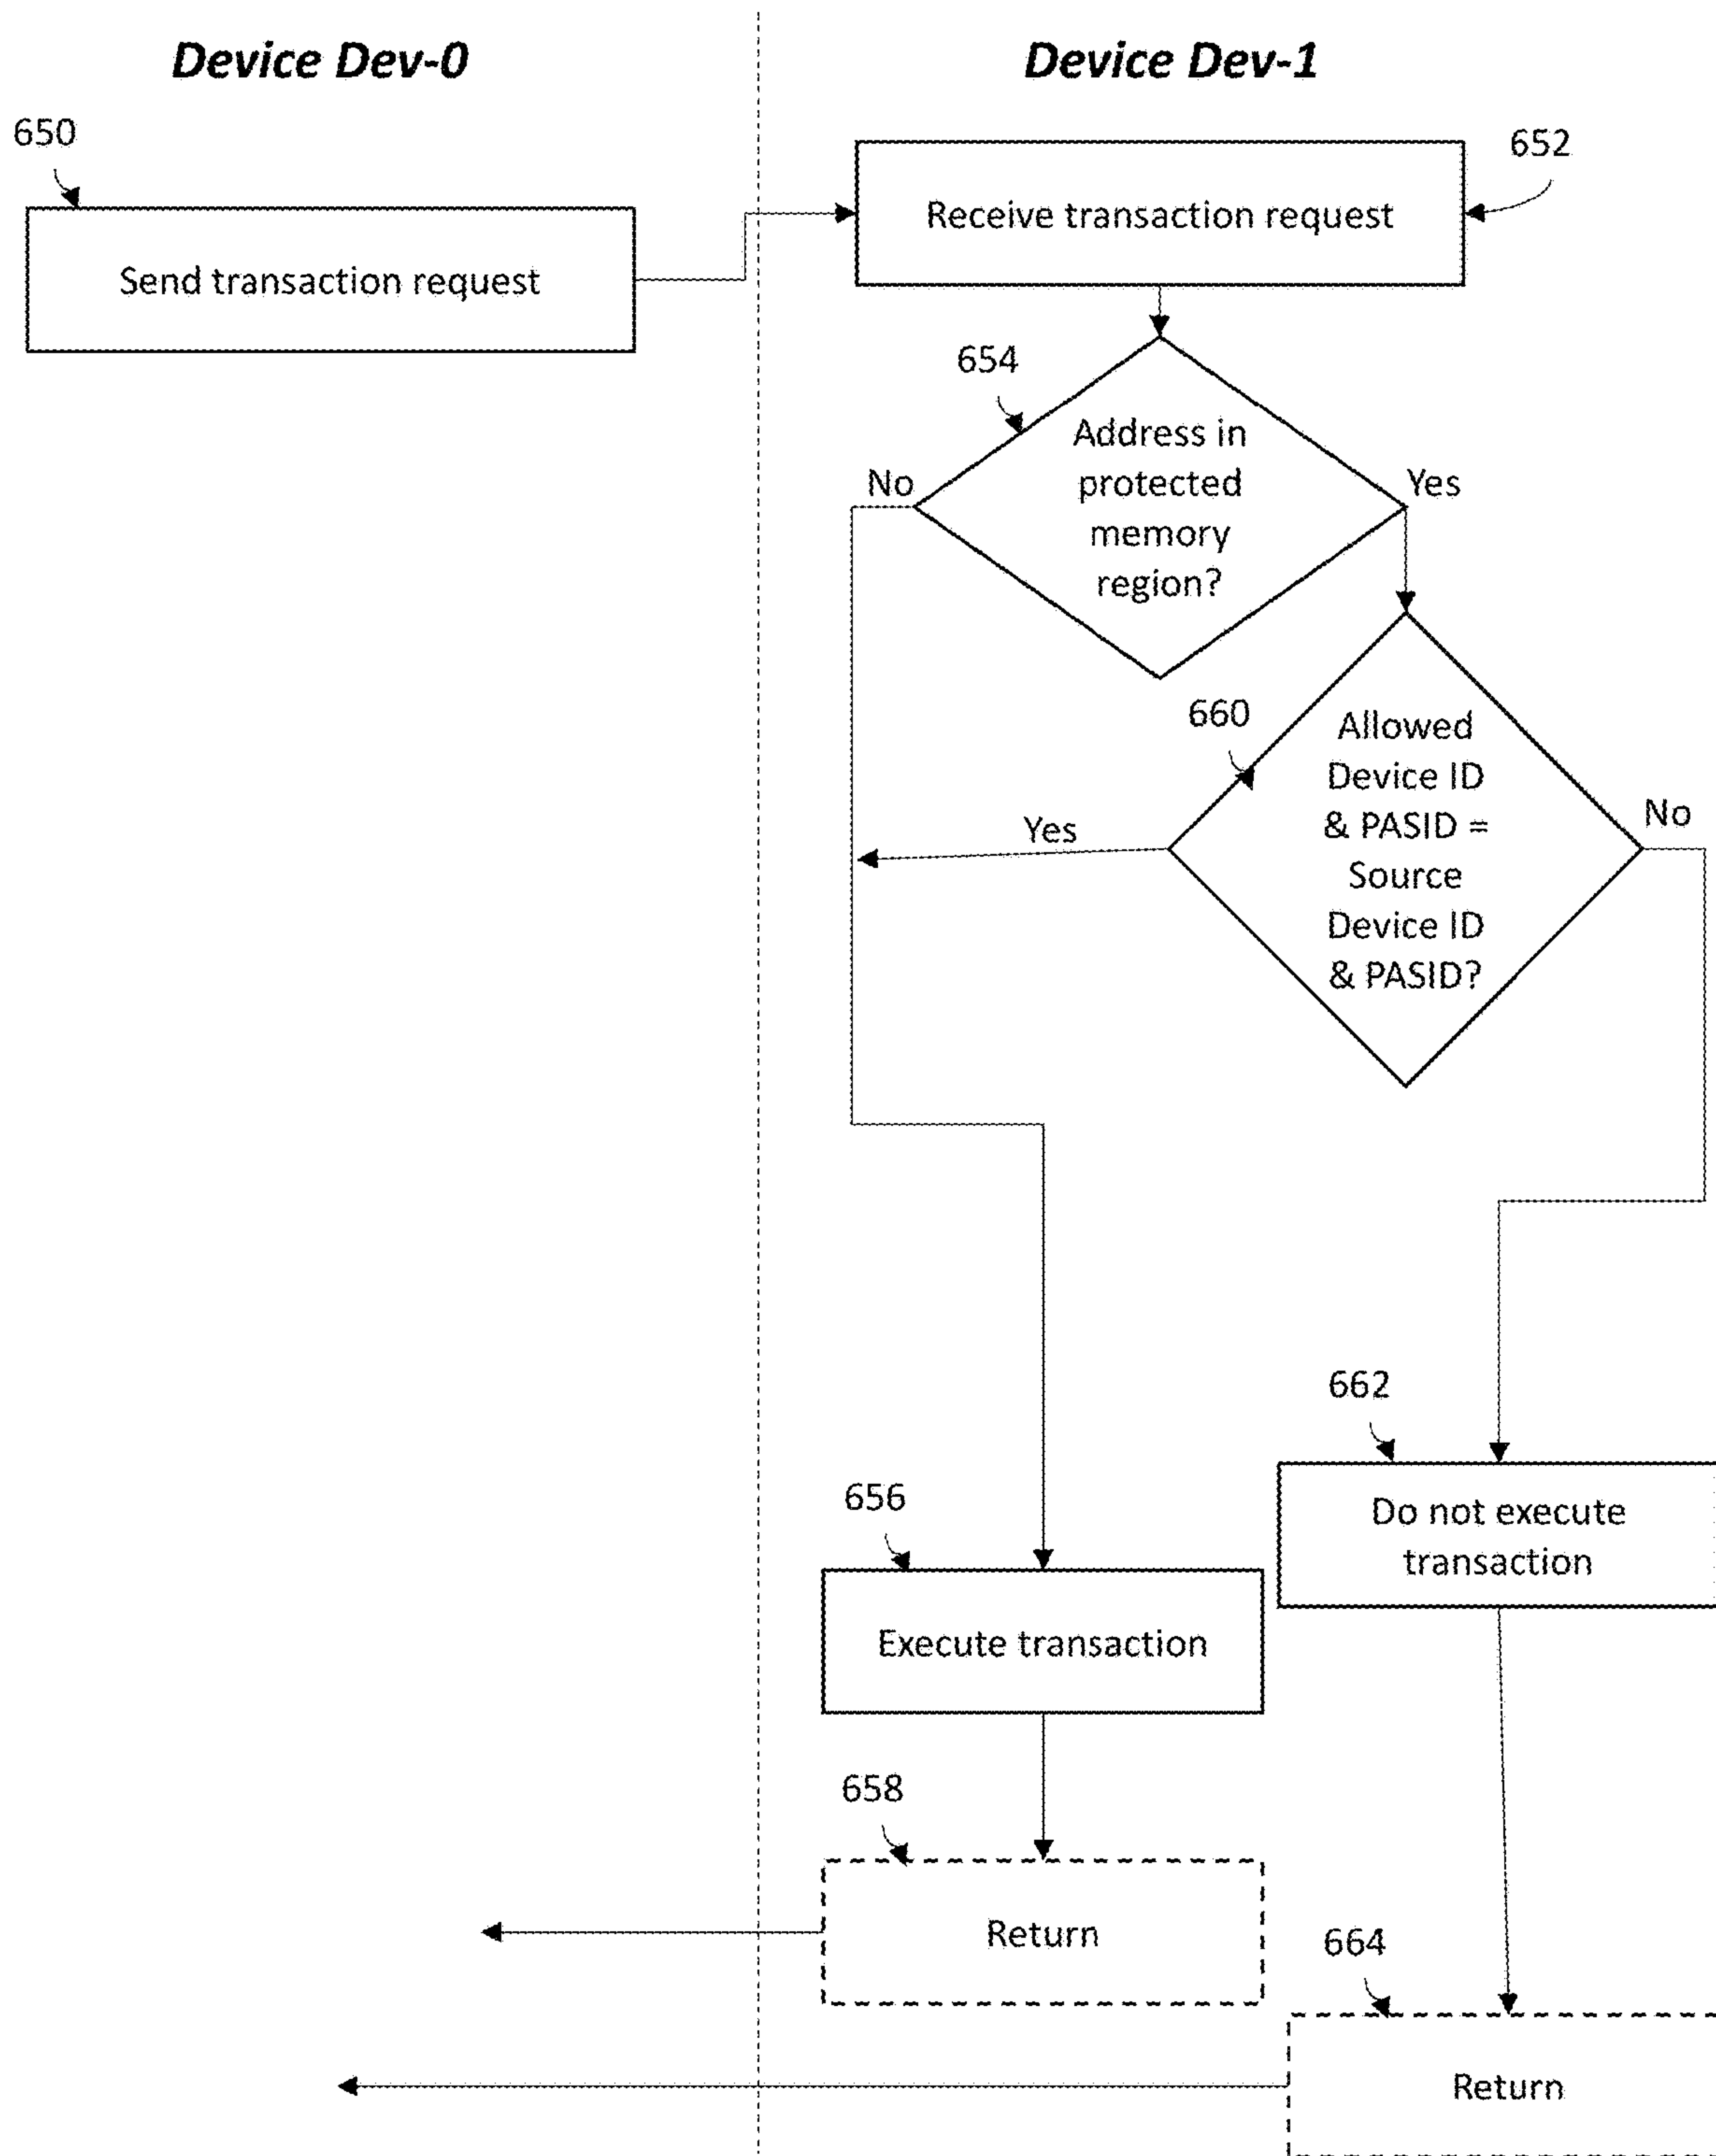 Device Dev-0
Device Dev-1
650
652
Receive transaction request
Send transaction request
654
Address in
protected
memory
region?
No
Yes
660
Allowed
Device ID
& PASID =
Source
Device ID
& PASID?
Yes
No
662
Do not execute
transaction
656
Execute transaction
658
Return
664
Return